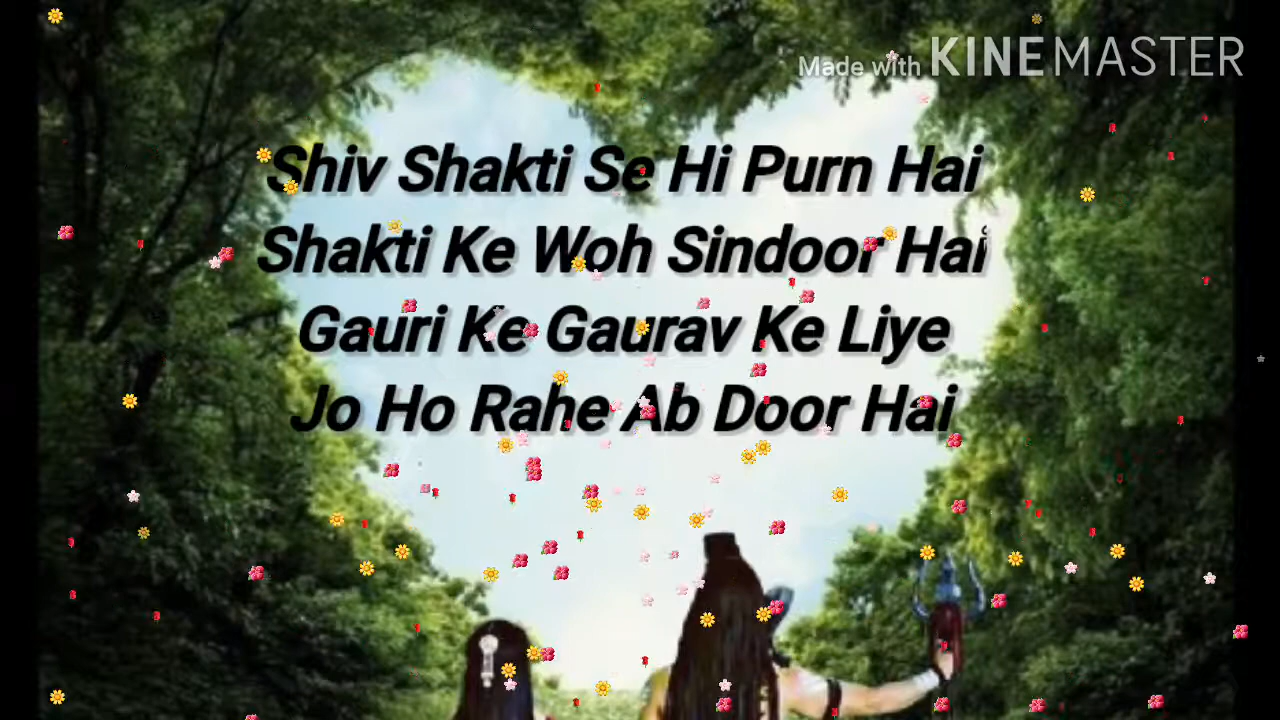 Made with KINEMASTER
Shiv Shakti Se Hi Purn Hai
Shakti Ke Woh Sindoor Hai
Gauri Ke Gaurav Ke Liye
Jo Ho Rahe Ab Door Hai